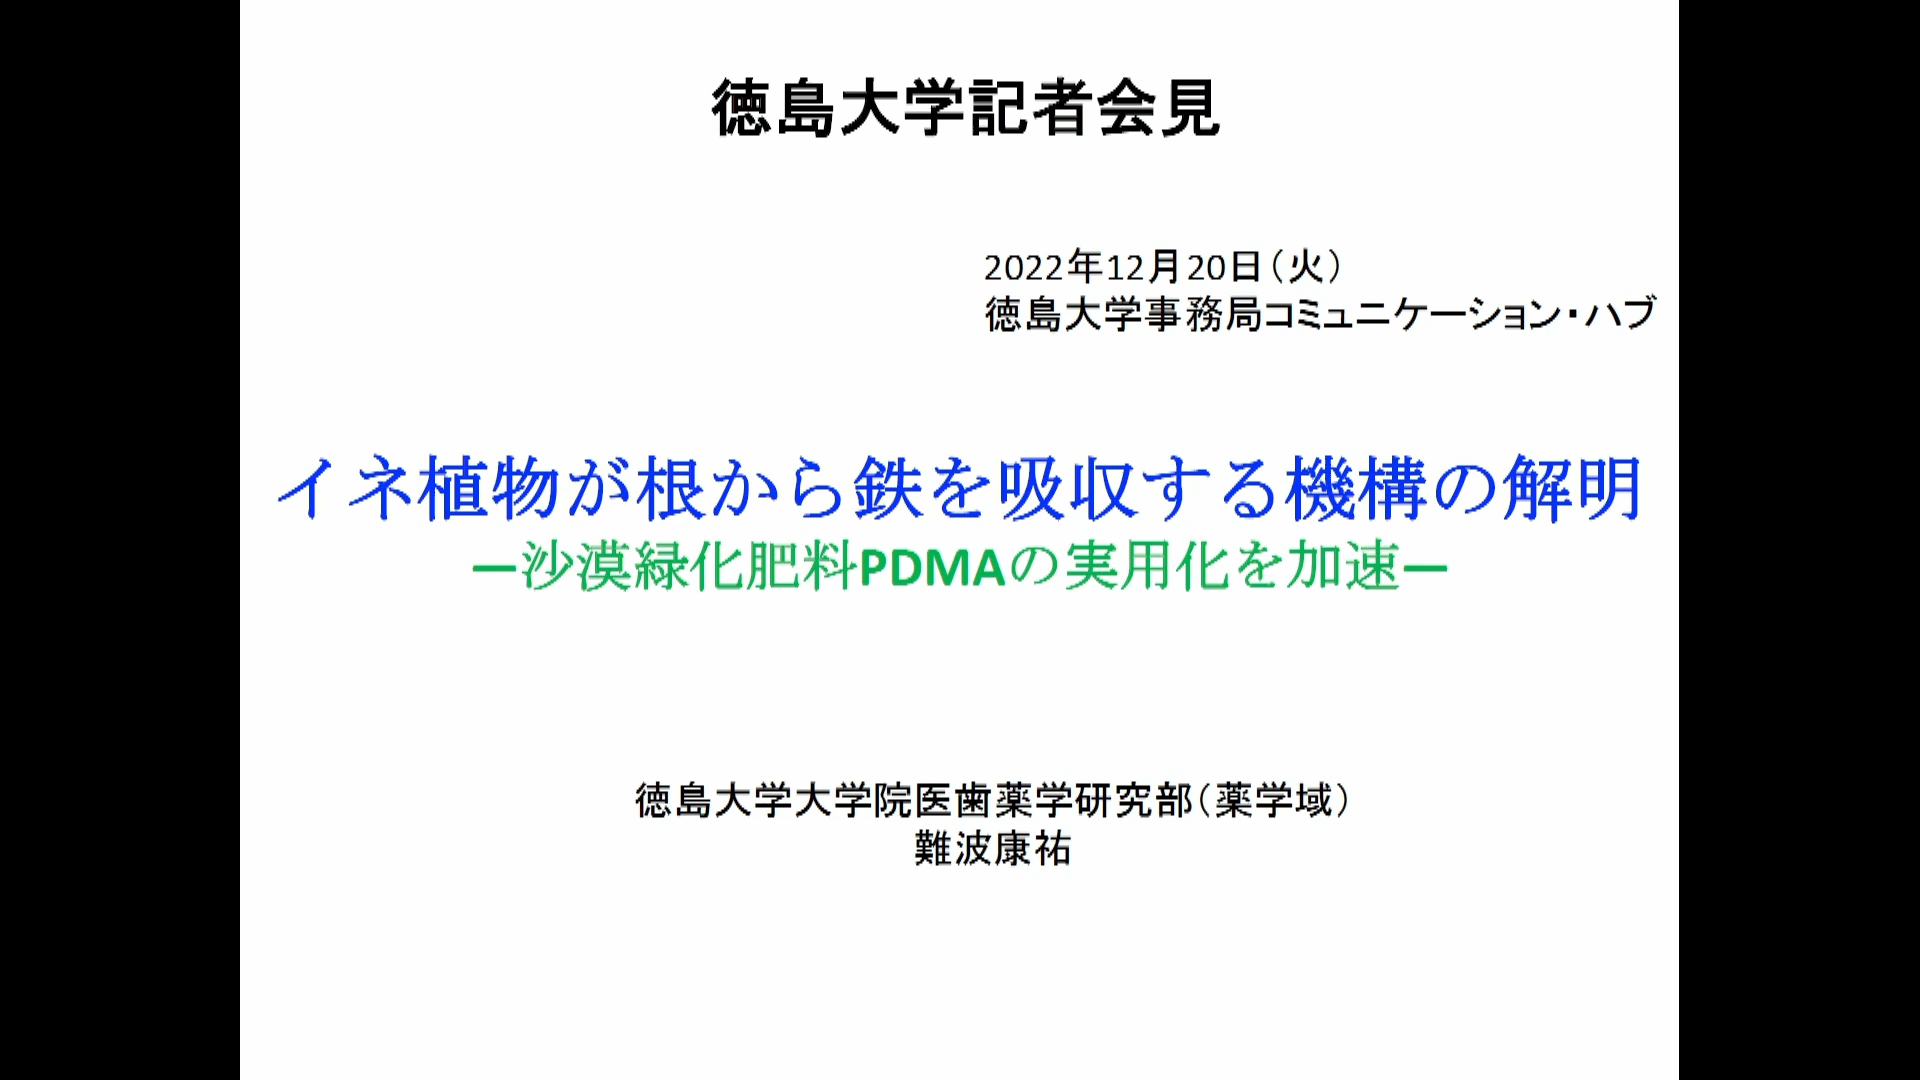 徳島大学記者会見
2022年12月20日(火)
徳島大学事務局コミュニケーション・ハブ
イネ植物が根から鉄を吸収する機構の解明
―沙漠緑化肥料PDMAの実用化を加速―
徳島大学大学院医歯薬学研究部(薬学域)
難波康祐